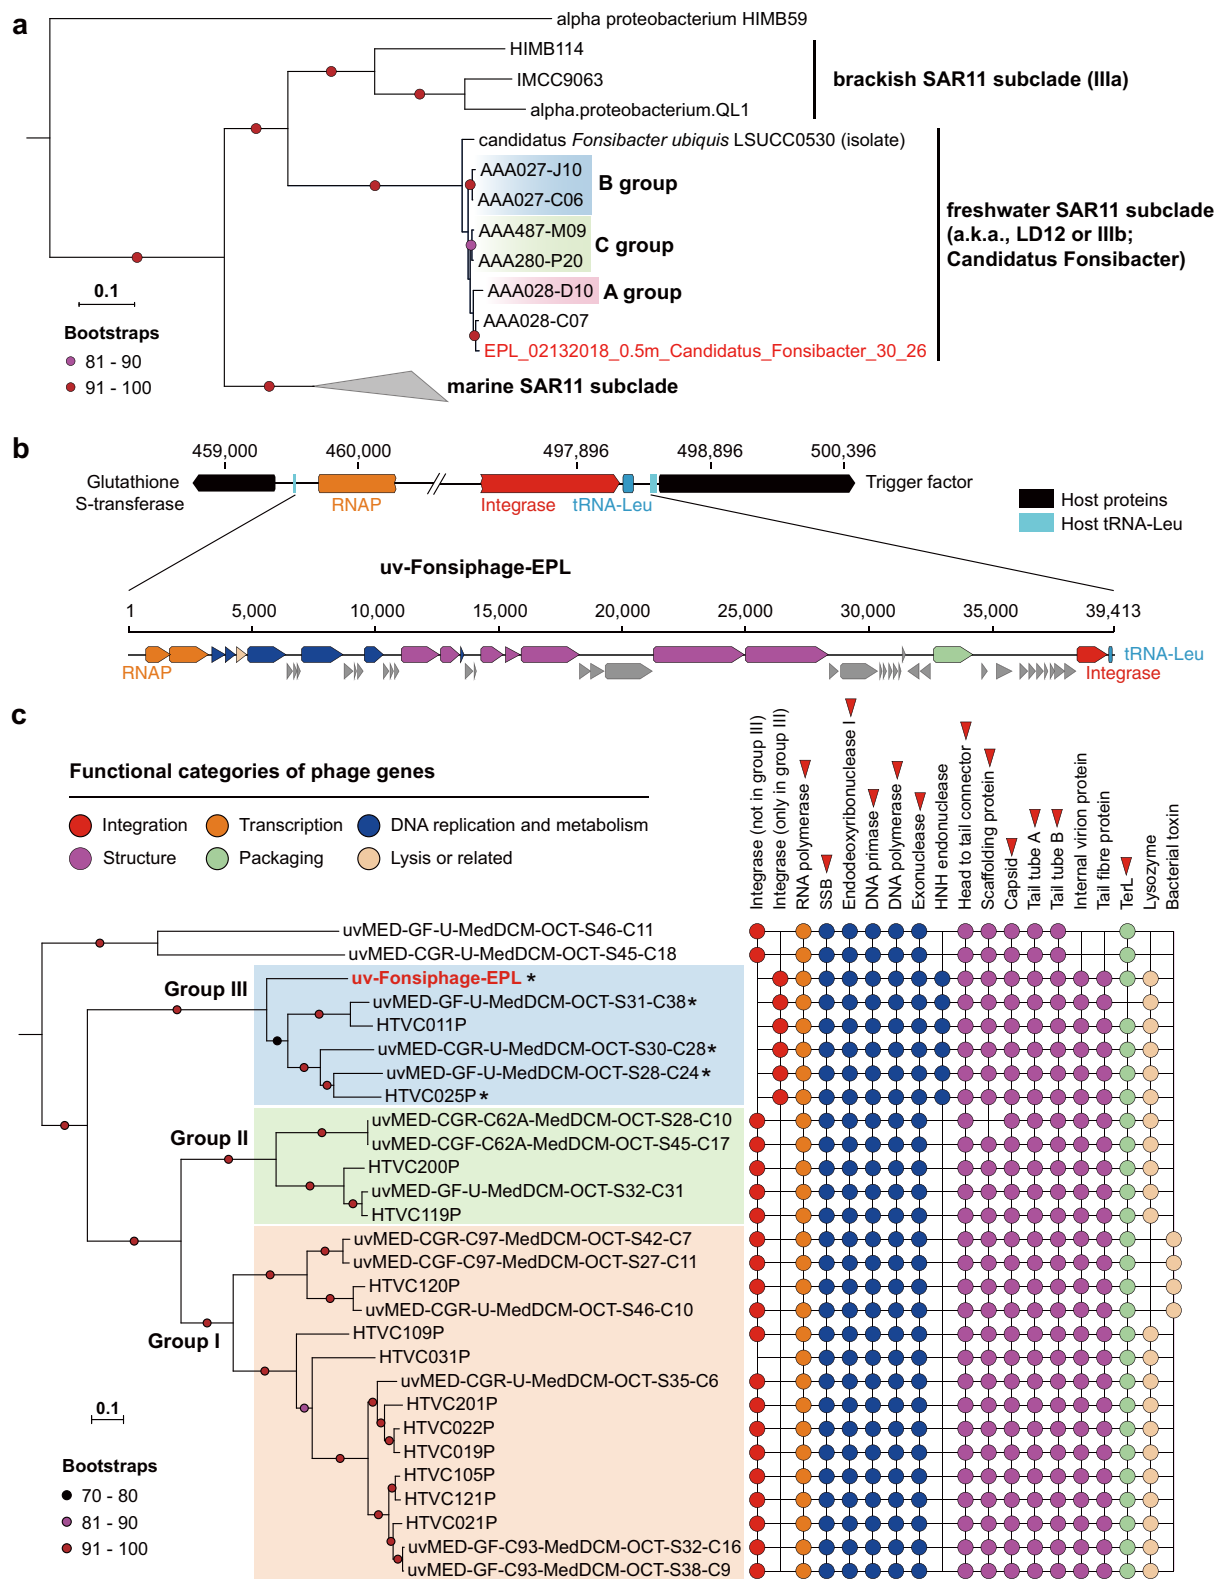 a
alpha proteobacterium HIMB59
HIMB114
IMCC9063
alpha.proteobacterium.QL1
brackish SAR11 subclade (IIIa)
candidatus Fonsibacter ubiquis LSUCC0530 (isolate)
AAA027-J10
AAA027-C06
B group
AAA487-M09
AAA280-P20
C group
AAA028-D10
A group
AAA028-C07
EPL_02132018_0.5m_Candidatus_Fonsibacter_30_26
freshwater SAR11 subclade
(a.k.a., LD12 or IIIb;
Candidatus Fonsibacter)
marine SAR11 subclade
0.1
Bootstraps
81 - 90
91 - 100
b
459,000
460,000
497,896
498,896
500,396
Glutathione
S-transferase
RNAP
Integrase
tRNA-Leu
Trigger factor
Host proteins
Host tRNA-Leu
uv-Fonsiphage-EPL
1
5,000
10,000
15,000
20,000
25,000
30,000
35,000
39,413
RNAP
Integrase
tRNA-Leu
c
Functional categories of phage genes
Integration
Transcription
DNA replication and metabolism
Structure
Packaging
Lysis or related
Integrase (not in group III)
Integrase (only in group III)
RNA polymerase
SSB
Endodeoxyribonuclease I
DNA primase
DNA polymerase
Exonuclease
HNH endonuclease
Head to tail connector
Scaffolding protein
Capsid
Tail tube A
Tail tube B
Internal virion protein
Tail fibre protein
TerL
Lysozyme
Bacterial toxin
uvMED-GF-U-MedDCM-OCT-S46-C11
uvMED-CGR-U-MedDCM-OCT-S45-C18
Group III
uv-Fonsiphage-EPL *
uvMED-GF-U-MedDCM-OCT-S31-C38*
HTVC011P
uvMED-CGR-U-MedDCM-OCT-S30-C28*
uvMED-GF-U-MedDCM-OCT-S28-C24*
HTVC025P*
Group II
uvMED-CGR-C62A-MedDCM-OCT-S28-C10
uvMED-CGF-C62A-MedDCM-OCT-S45-C17
HTVC200P
uvMED-GF-U-MedDCM-OCT-S32-C31
HTVC119P
Group I
uvMED-CGR-C97-MedDCM-OCT-S42-C7
uvMED-CGF-C97-MedDCM-OCT-S27-C11
HTVC120P
uvMED-CGR-U-MedDCM-OCT-S46-C10
HTVC109P
HTVC031P
uvMED-CGR-U-MedDCM-OCT-S35-C6
HTVC201P
HTVC022P
HTVC019P
HTVC105P
HTVC121P
HTVC021P
uvMED-GF-C93-MedDCM-OCT-S32-C16
uvMED-GF-C93-MedDCM-OCT-S38-C9
0.1
Bootstraps
70 - 80
81 - 90
91 - 100